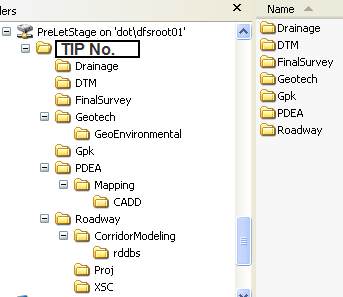 ders
Name
PreLetStage on 'dot\dfsroot01'
TIP No.
Drainage
DTM
FinalSurvey
Geotech
GeoEnvironmental
Gpk
PDEA
Mapping
CADD
Roadway
CorridorModeling
rddbs
Proj
XSC
Drainage
DTM
FinalSurvey
Geotech
Gpk
PDEA
Roadway